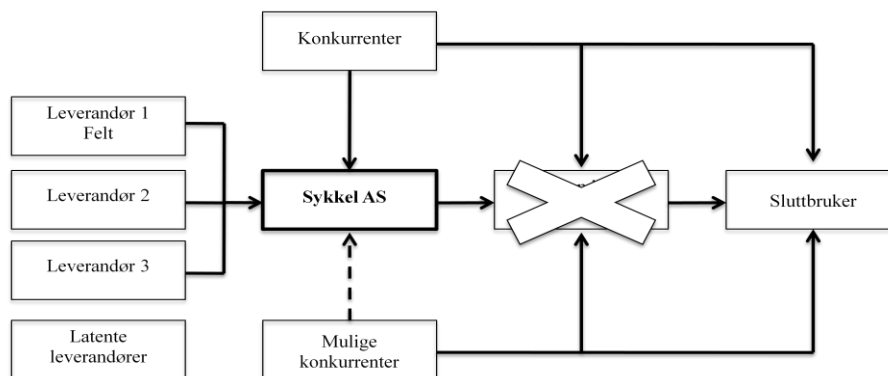 Konkurrenter
Leverandør 1
Felt
Leverandør 2
Sykkel AS
Sluttbruker
Leverandør 3
Latente
leverandører
Mulige
konkurrenter